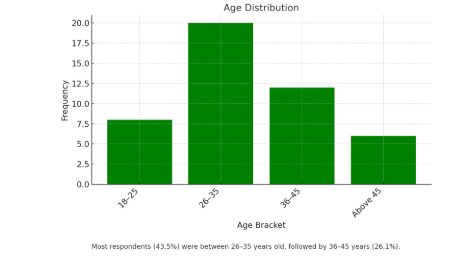 Age Distribution
20.0
17.5
15.0
12.5
10.0
7.5
5.0
2.5
0.0
Frequency
18–25
26–35
36–45
Above 45
Age Bracket
Most respondents (43.5%) were between 26–35 years old, followed by 36–45 years (26.1%).